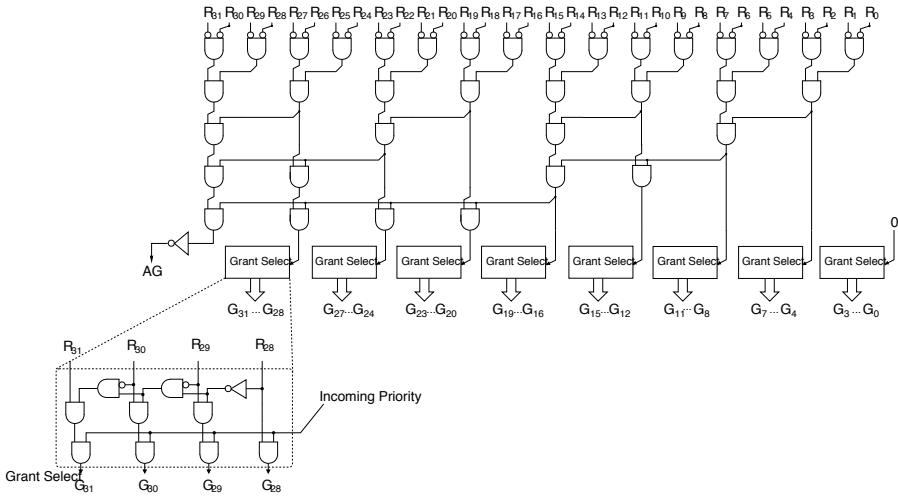 R31 R30 R29 R28 R27 R26 R25 R24 R23 R22 R21 R20 R19 R18 R17 R16 R15 R14 R13 R12 R11 R10 R9 R8 R7 R6 R5 R4 R3 R2 R1 R0
0
AG
Grant Select Grant Select Grant Select Grant Select Grant Select Grant Select Grant Select Grant Select
G31 ... G28 G27...G24 G23...G20 G19...G16 G15...G12 G11...G8 G7...G4 G3...G0
R31 R30 R29 R28
Incoming Priority
Grant Select
G31 G30 G29 G28